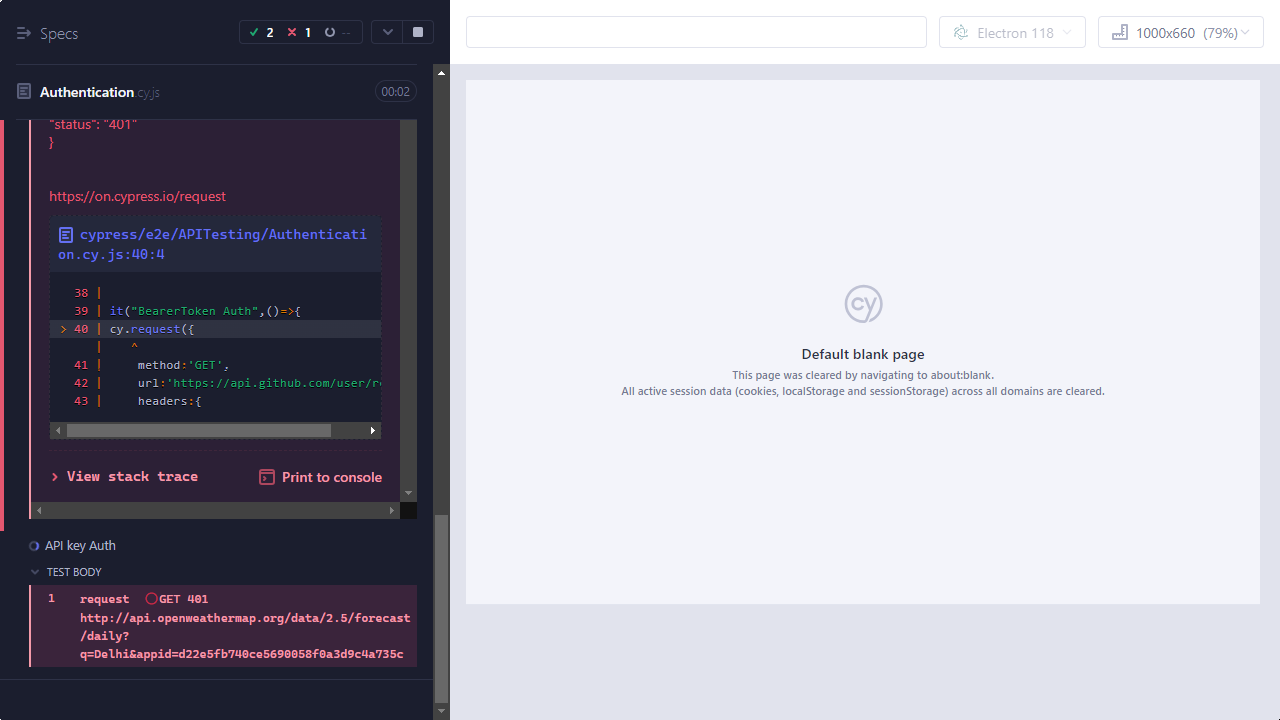 Specs
2
1
--
Electron 118
1000x660 (79%)
Authentication.cy.js
00:02
"status": "401"
}
https://on.cypress.io/request
cypress/e2e/APITesting/Authenticati
on.cy.js:40:4
38 |
39 | it("BearerToken Auth",()=>{
> 40 | cy.request({
| ^
41 | method:'GET',
42 | url:'https://api.github.com/user/r
43 | headers:{
> View stack trace
Print to console
API key Auth
TEST BODY
1 request GET 401
http://api.openweathermap.org/data/2.5/forecast
/daily?
q=Delhi&appid=d22e5fb740ce5690058f0a3d9c4a735c
cy
Default blank page
This page was cleared by navigating to about:blank.
All active session data (cookies, localStorage and sessionStorage) across all domains are cleared.